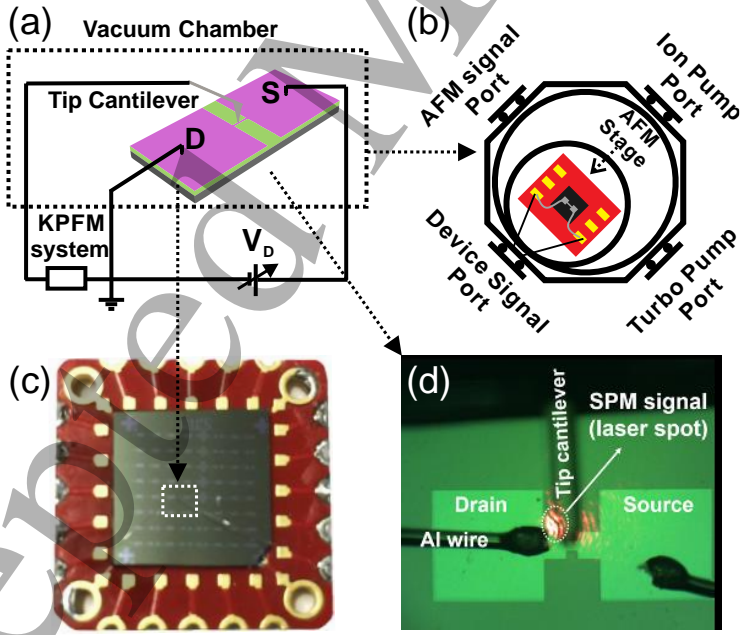 (a)
Vacuum Chamber
Tip Cantilever
S
D
KPFM
system
V_D
(b)
AFM signal
Port
Ion Pump
Port
AFM
Stage
Device Signal
Port
Turbo Pump
Port
(c)
(d)
Tip cantilever
SPM signal
(laser spot)
Drain
Source
Al wire